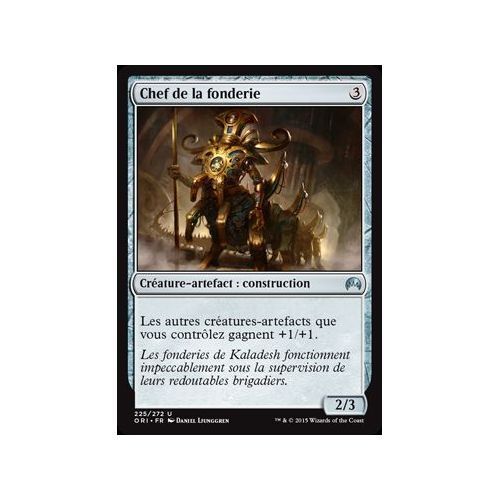 Chef de la fonderie 3
Créature-artefact : construction
Les autres créatures-artefacts que
vous contrôlez gagnent +1/+1.
Les fonderies de Kaladesh fonctionnent
impeccablement sous la supervision de
leurs redoutables brigadiers.
2/3
225/272 U
ORI • FR Daniel Ljunggren
™ & © 2015 Wizards of the Coast